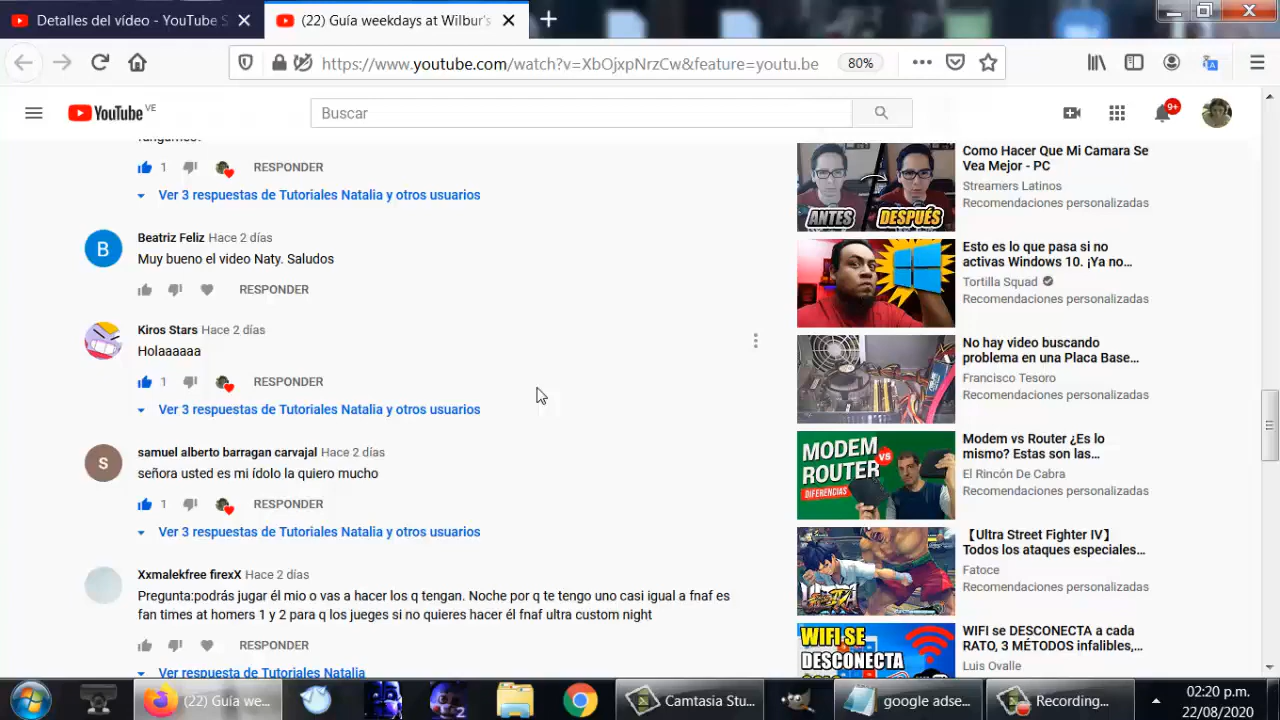 Detalles del vídeo - YouTube S
(22) Guía weekdays at Wilbur's
https://www.youtube.com/watch?v=XbOjxpNrzCw&feature=youtu.be
80%
YouTube VE
Buscar
9+
1 RESPONDER
Ver 3 respuestas de Tutoriales Natalia y otros usuarios
B
Beatriz Feliz Hace 2 días
Muy bueno el video Naty. Saludos
RESPONDER
Kiros Stars Hace 2 días
Holaaaaaa
1 RESPONDER
Ver 3 respuestas de Tutoriales Natalia y otros usuarios
S
samuel alberto barragan carvajal Hace 2 días
señora usted es mi ídolo la quiero mucho
1 RESPONDER
Ver 3 respuestas de Tutoriales Natalia y otros usuarios
Xxmalekfree firexX Hace 2 días
Pregunta:podrás jugar él mio o vas a hacer los q tengan. Noche por q te tengo uno casi igual a fnaf es
fan times at homers 1 y 2 para q los jueges si no quieres hacer él fnaf ultra custom night
RESPONDER
Ver respuesta de Tutoriales Natalia
ANTES DESPUÉS
Como Hacer Que Mi Camara Se
Vea Mejor - PC
Streamers Latinos
Recomendaciones personalizadas
Esto es lo que pasa si no
activas Windows 10. ¡Ya no...
Tortilla Squad
Recomendaciones personalizadas
No hay video buscando
problema en una Placa Base...
Francisco Tesoro
Recomendaciones personalizadas
MODEM VS
ROUTER
DIFERENCIAS
Modem vs Router ¿Es lo
mismo? Estas son las...
El Rincón De Cabra
Recomendaciones personalizadas
【Ultra Street Fighter IV】
Todos los ataques especiales...
Fatoce
Recomendaciones personalizadas
WIFI SE
DESCONECTA
WIFI se DESCONECTA a cada
RATO, 3 MÉTODOS infalibles,...
Luis Ovalle
(22) Guía we...
Camtasia Stu...
google adse...
Recording...
02:20 p.m.
22/08/2020